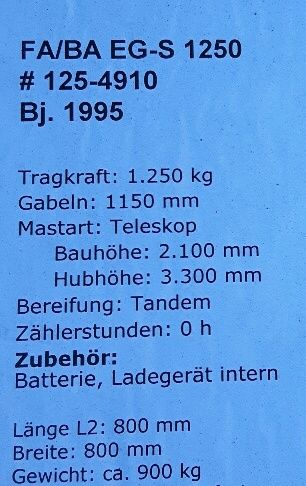 FA/BA EG-S 1250
# 125-4910
Bj. 1995
Tragkraft: 1.250 kg
Gabeln: 1150 mm
Mastart: Teleskop
Bauhöhe: 2.100 mm
Hubhöhe: 3.300 mm
Bereifung: Tandem
Zählerstunden: 0 h
Zubehör:
Batterie, Ladegerät intern
Länge L2: 800 mm
Breite: 800 mm
Gewicht: ca. 900 kg